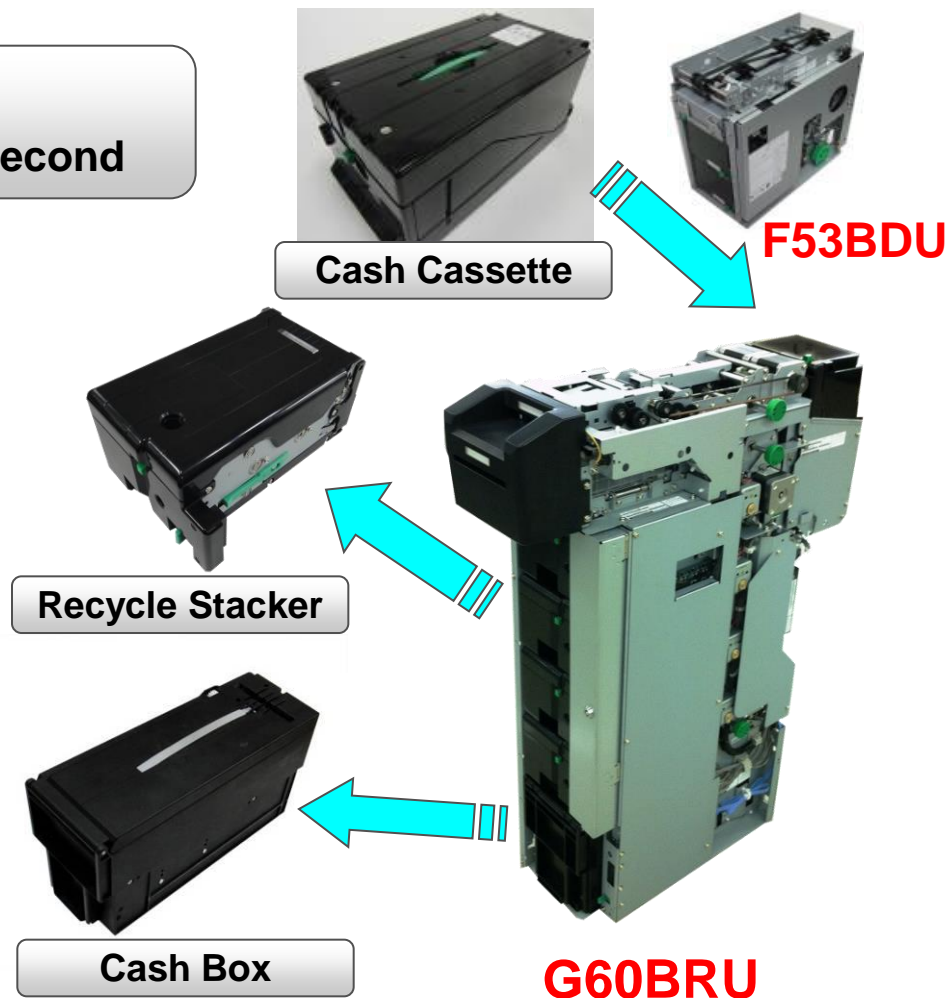 econd
F53BDU
Cash Cassette
Recycle Stacker
Cash Box
G60BRU